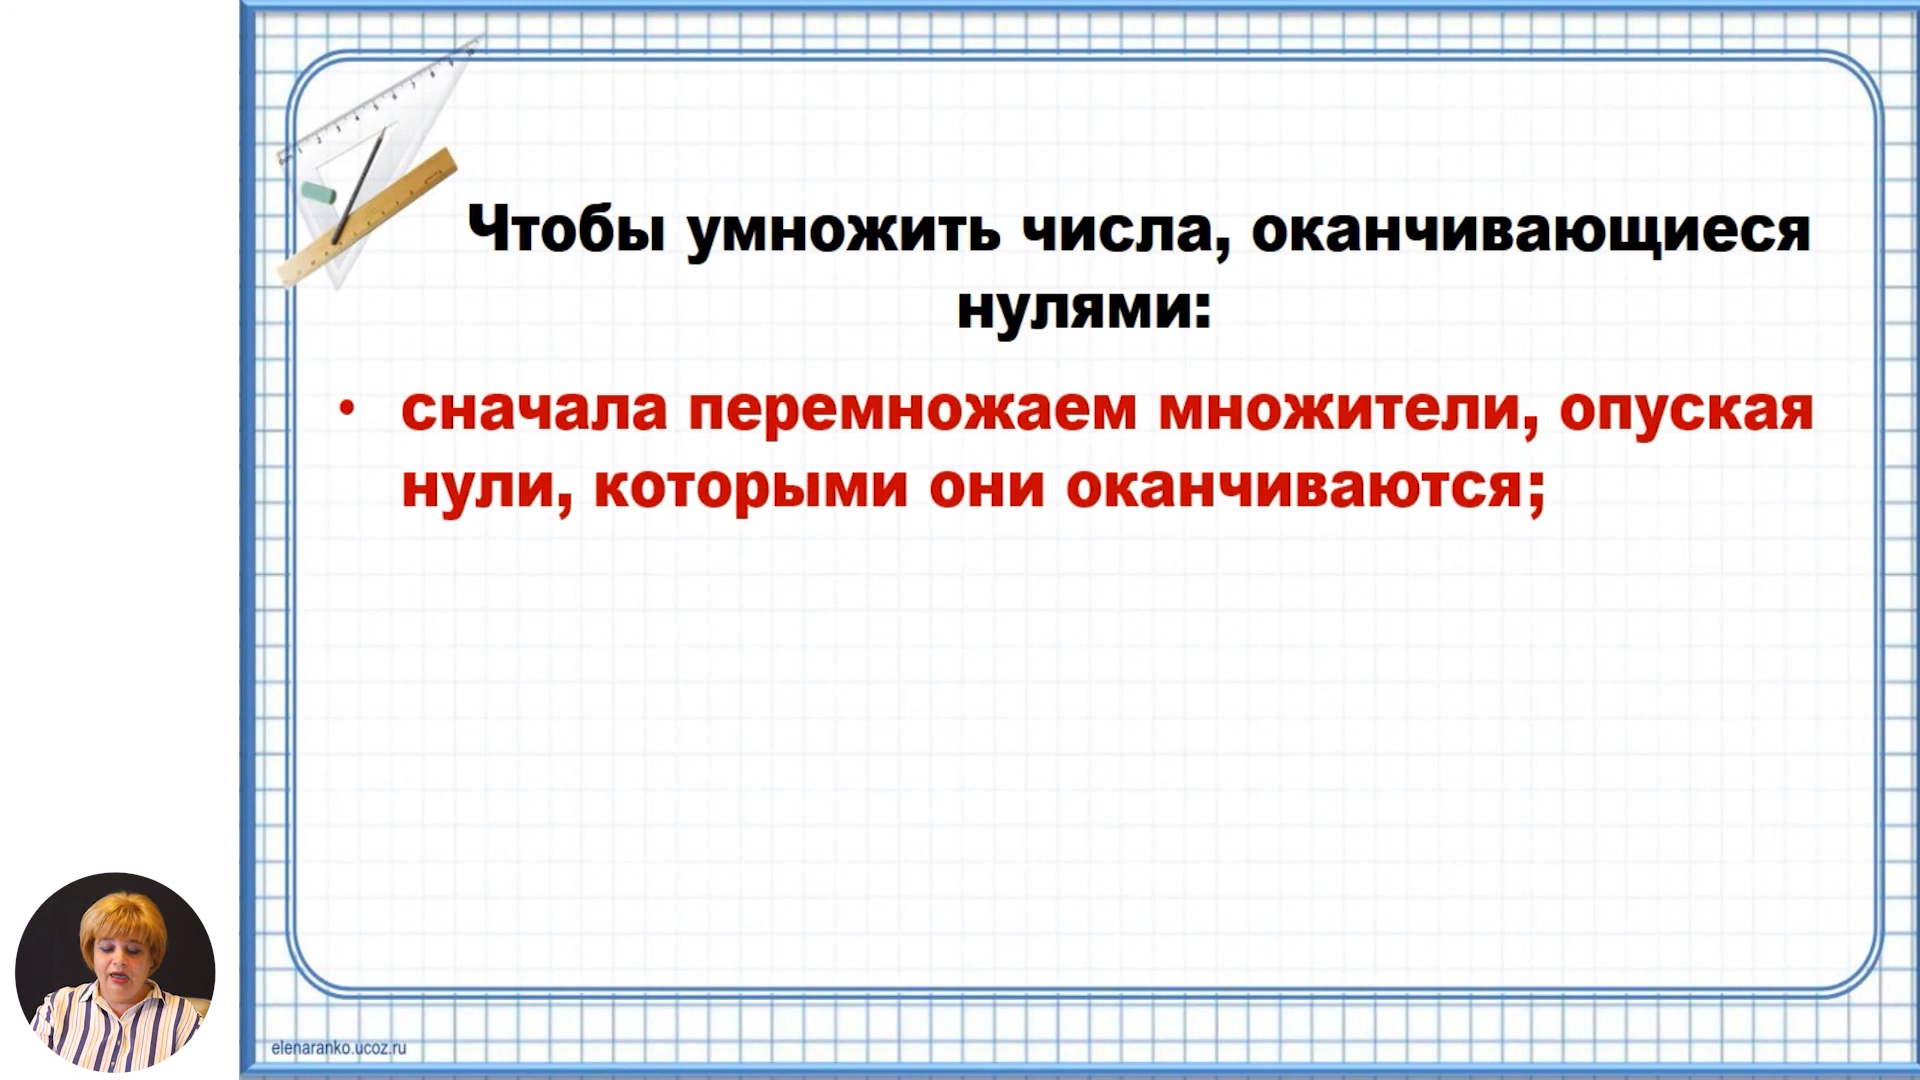 Чтобы умножить числа, оканчивающиеся
нулями:
• сначала перемножаем множители, опуская
нули, которыми они оканчиваются;
elenaranko.ucoz.ru